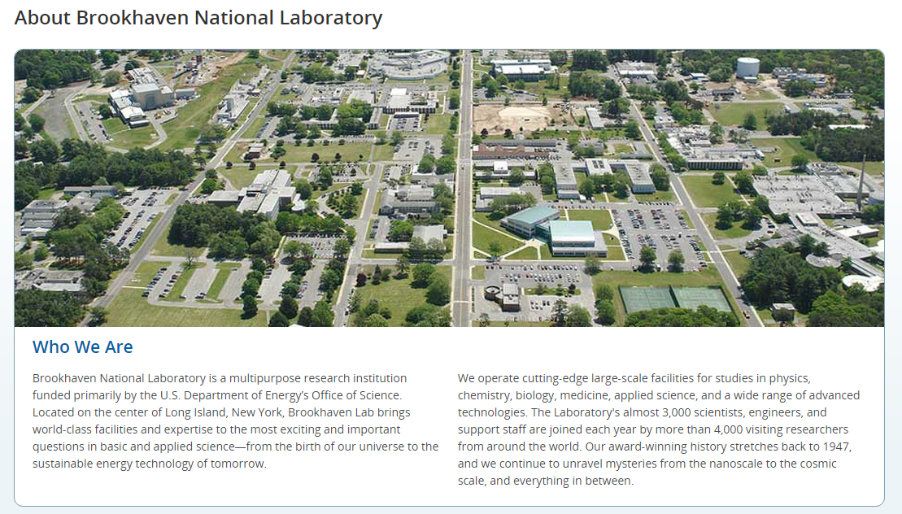 About Brookhaven National Laboratory
Who We Are
Brookhaven National Laboratory is a multipurpose research institution
funded primarily by the U.S. Department of Energy's Office of Science.
Located on the center of Long Island, New York, Brookhaven Lab brings
world-class facilities and expertise to the most exciting and important
questions in basic and applied science—from the birth of our universe to the
sustainable energy technology of tomorrow.
We operate cutting-edge large-scale facilities for studies in physics,
chemistry, biology, medicine, applied science, and a wide range of advanced
technologies. The Laboratory's almost 3,000 scientists, engineers, and
support staff are joined each year by more than 4,000 visiting researchers
from around the world. Our award-winning history stretches back to 1947,
and we continue to unravel mysteries from the nanoscale to the cosmic
scale, and everything in between.